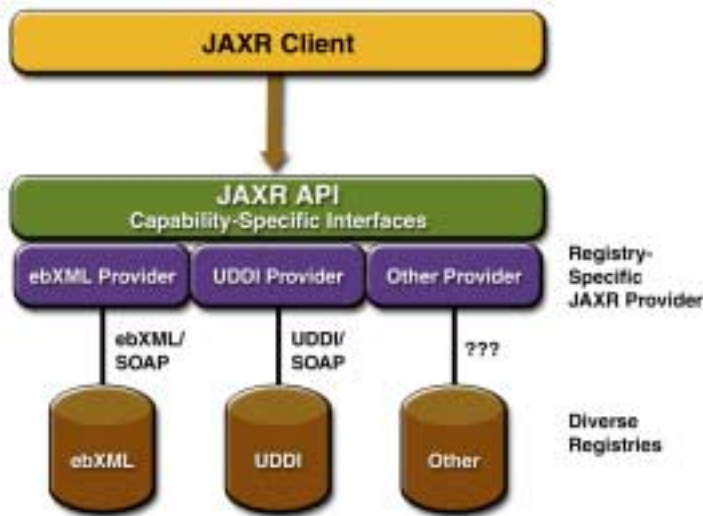 JAXR Client
JAXR API
Capability-Specific Interfaces
ebXML Provider
UDDI Provider
Other Provider
Registry-
Specific
JAXR Provider
ebXML/
SOAP
UDDI/
SOAP
???
ebXML
UDDI
Other
Diverse
Registries